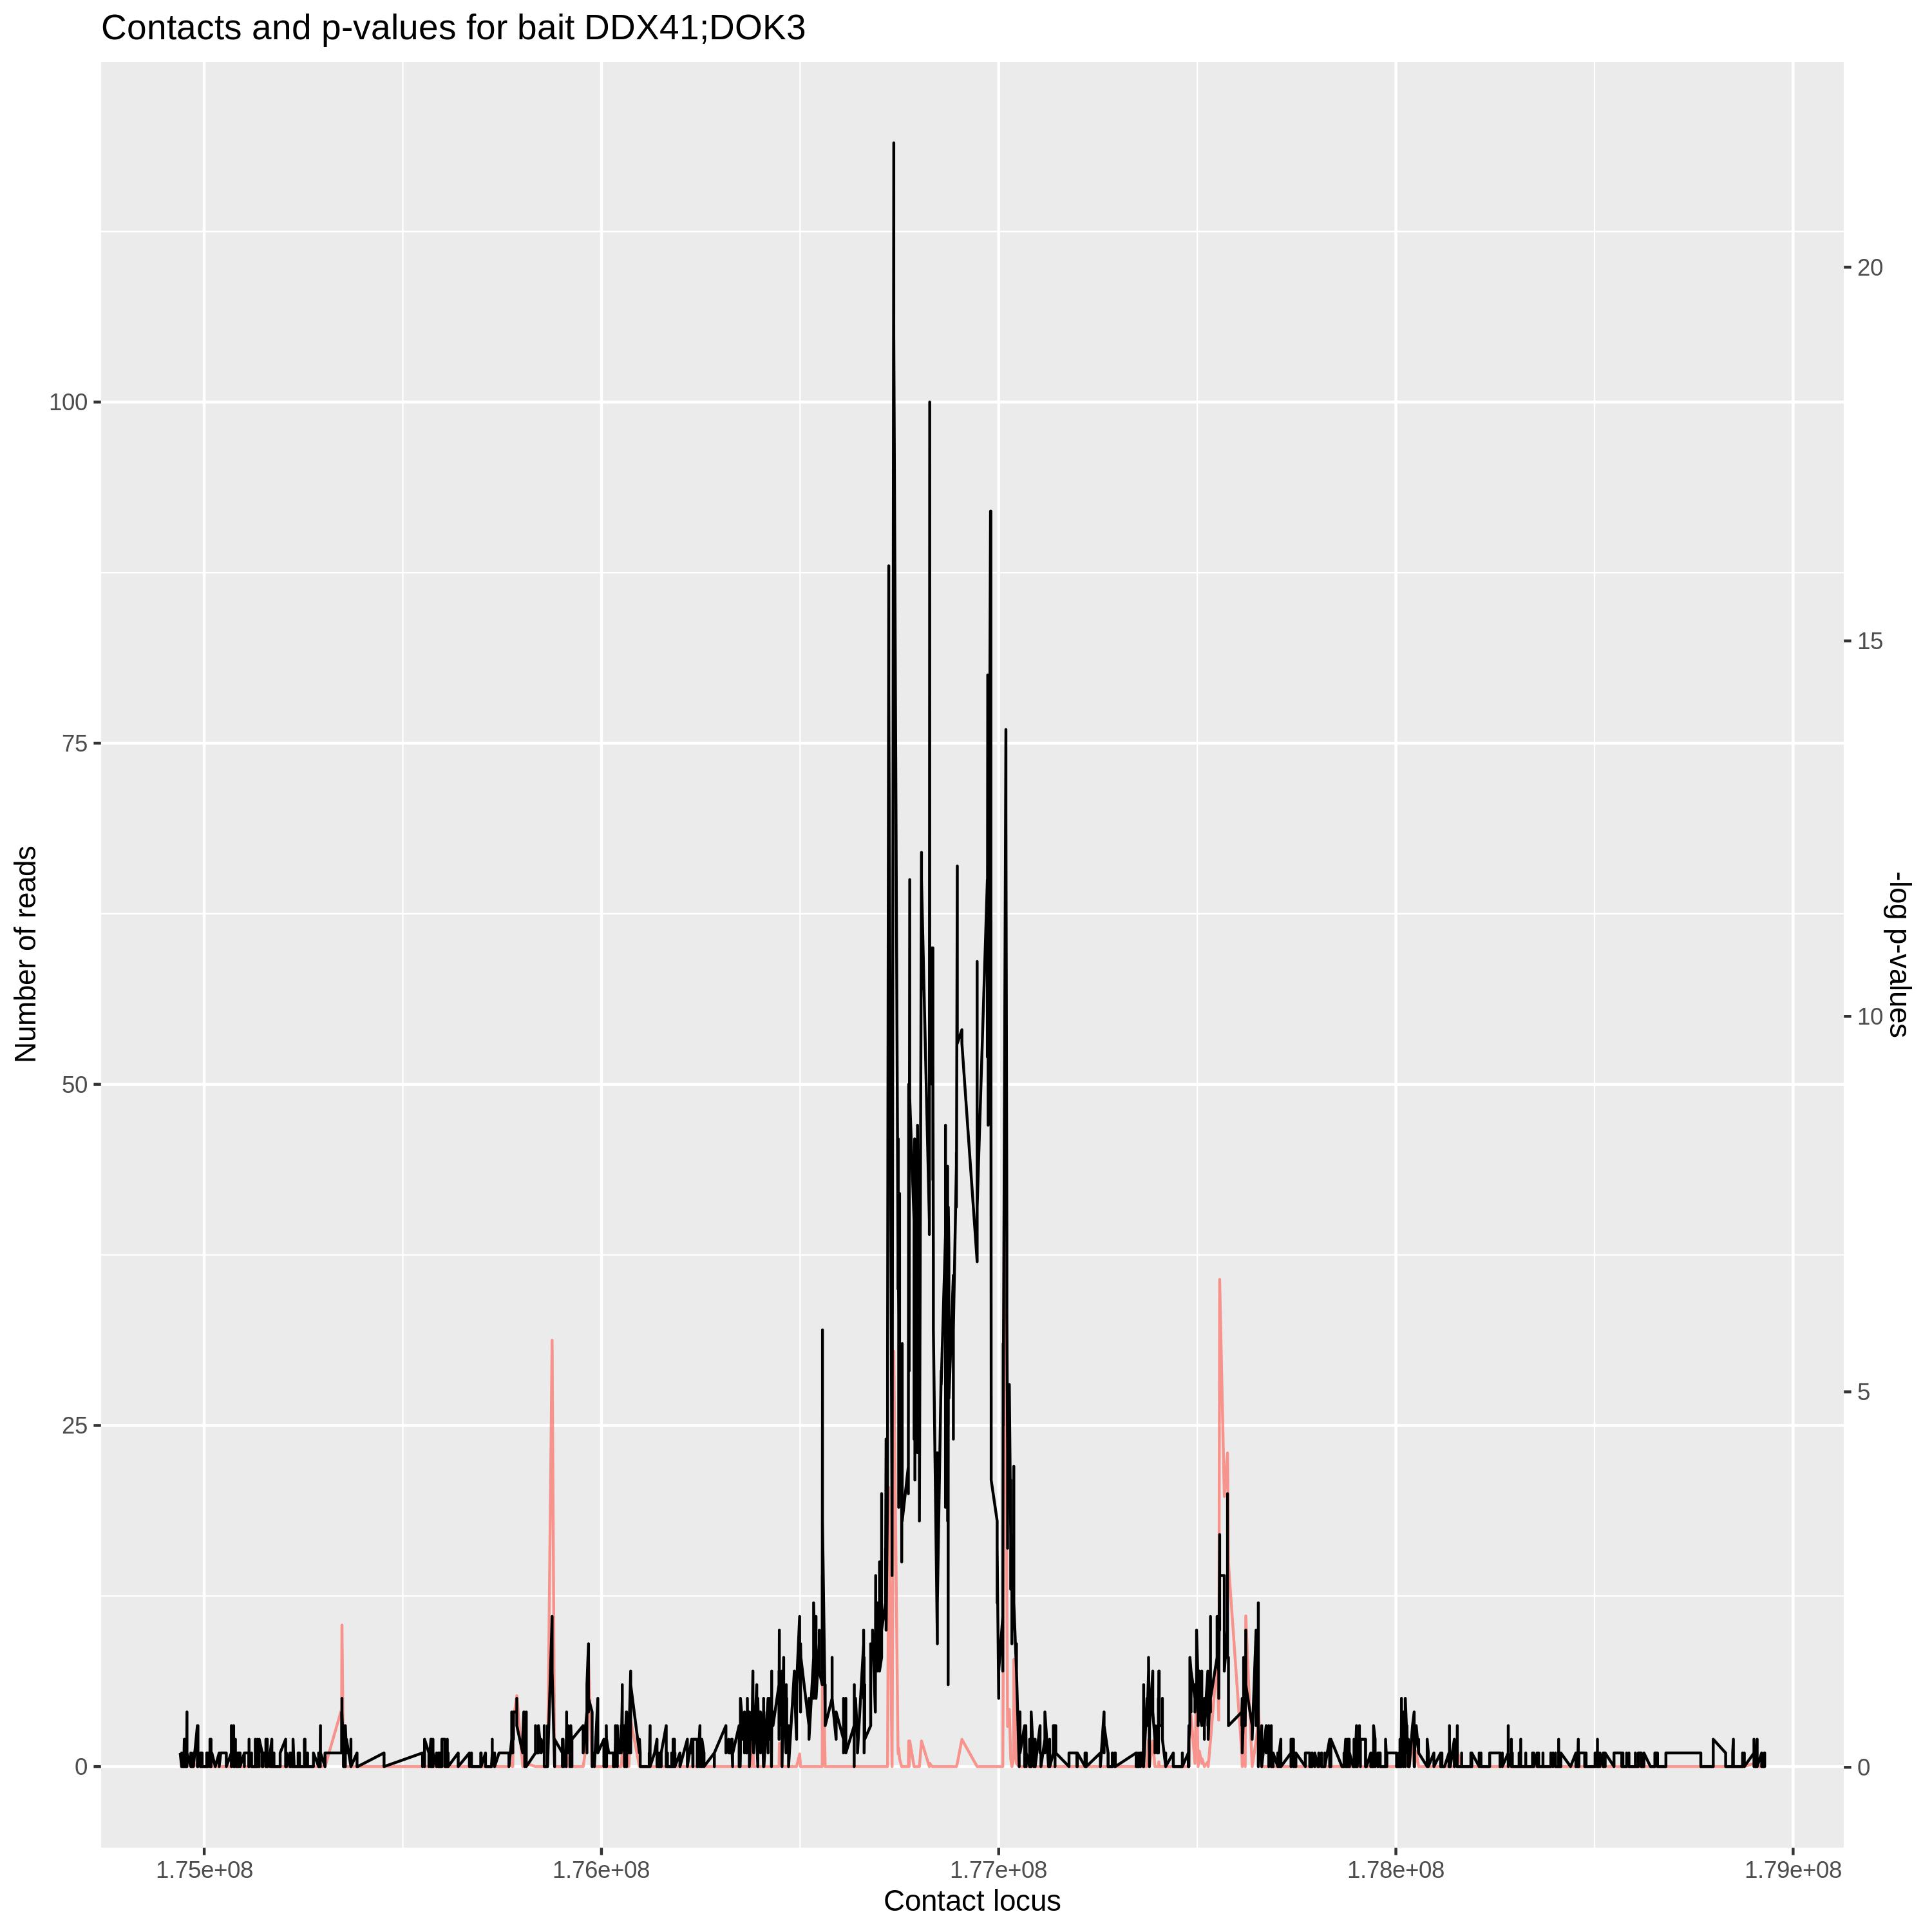 Contacts and p-values for bait DDX41;DOK3
Number of reads
100
75
50
25
0
20
15
10
5
0
-log p-values
1.75e+08
1.76e+08
1.77e+08
1.78e+08
1.79e+08
Contact locus